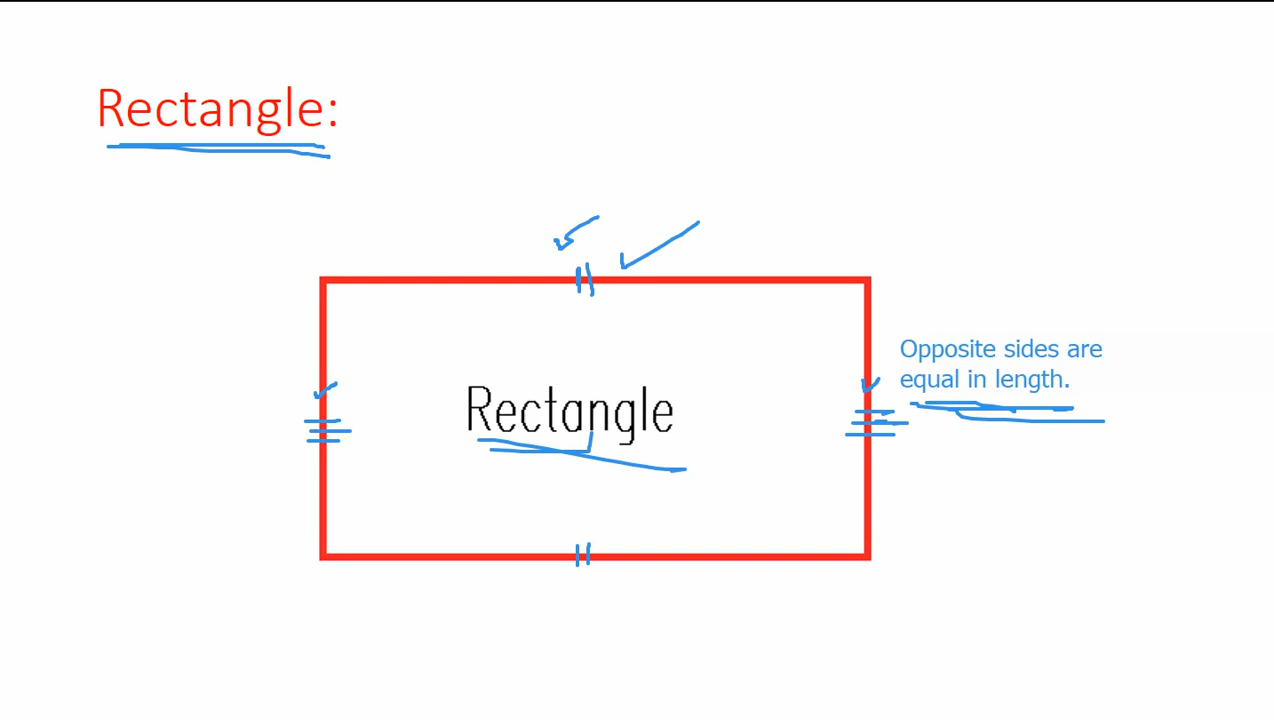 Rectangle:
Opposite sides are
equal in length.
Rectangle